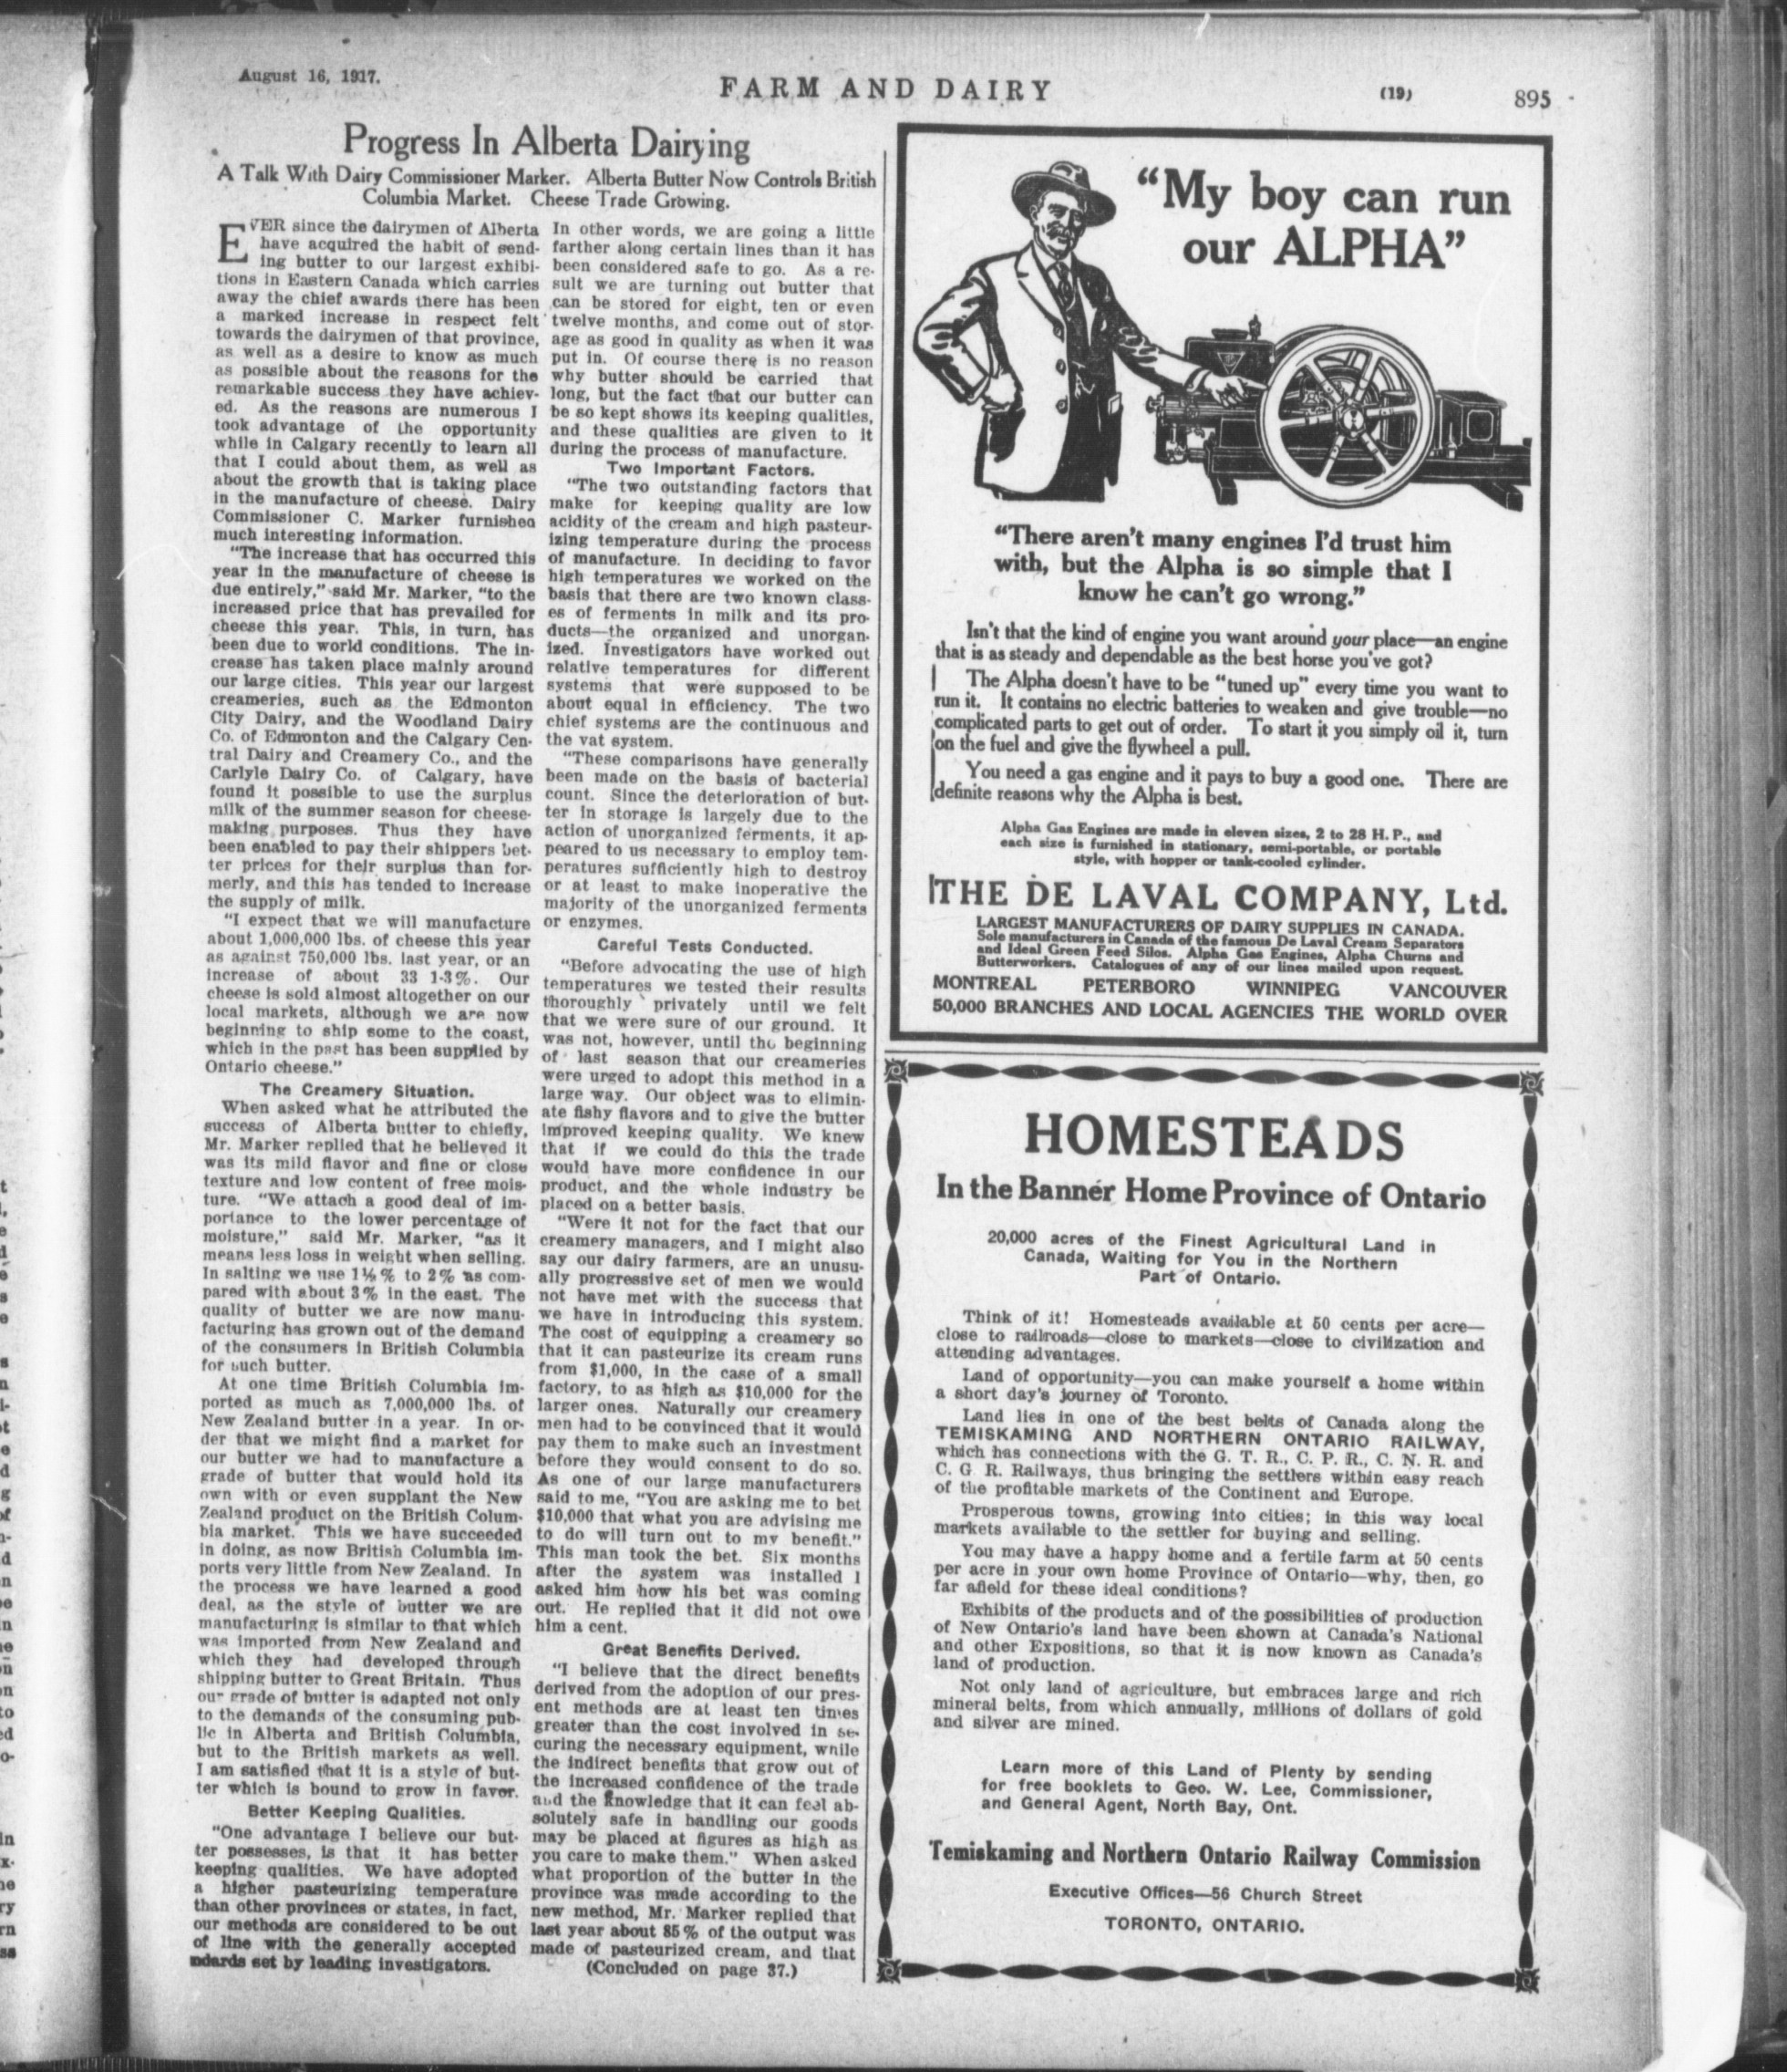 August 16, 1917.
FARM AND DAIRY
(19)
895
Progress In Alberta Dairying
A Talk With Dairy Commissioner Marker. Alberta Butter Now Controls British
Columbia Market. Cheese Trade Growing.
EVER since the dairymen of Alberta
have acquired the habit of send-
ing butter to our largest exhibi-
tions in Eastern Canada which carries
away the chief awards there has been
a marked increase in respect felt
towards the dairymen of that province,
as well as a desire to know as much
as possible about the reasons for the
remarkable success they have achiev-
ed. As the reasons are numerous I
took advantage of the opportunity
while in Calgary recently to learn all
that I could about them, as well as
about the growth that is taking place
in the manufacture of cheese. Dairy
Commissioner C. Marker furnished
much interesting information.
"The increase that has occurred this
year in the manufacture of cheese is
due entirely," said Mr. Marker, "to the
increased price that has prevailed for
cheese this year. This, in turn, has
been due to world conditions. The in-
crease has taken place mainly around
our large cities. This year our largest
creameries, such as the Edmonton
City Dairy, and the Woodland Dairy
Co. of Edmonton and the Calgary Cen-
tral Dairy and Creamery Co., and the
Carlyle Dairy Co. of Calgary, have
found it possible to use the surplus
milk of the summer season for cheese-
making purposes. Thus they have
been enabled to pay their shippers bet-
ter prices for their surplus than for-
merly, and this has tended to increase
the supply of milk.
"I expect that we will manufacture
about 1,000,000 lbs. of cheese this year
as against 750,000 lbs. last year, or an
increase of about 33 1-3%. Our
cheese is sold almost altogether on our
local markets, although we are now
beginning to ship some to the coast,
which in the past has been supplied by
Ontario cheese."
The Creamery Situation.
When asked what he attributed the
success of Alberta butter to chiefly,
Mr. Marker replied that he believed it
was its mild flavor and fine or close
texture and low content of free mois-
ture. "We attach a good deal of im-
portance to the lower percentage of
moisture," said Mr. Marker, "as it
means less loss in weight when selling.
In salting we use 1½% to 2% as com-
pared with about 3% in the east. The
quality of butter we are now manu-
facturing has grown out of the demand
of the consumers in British Columbia
for such butter.
At one time British Columbia im-
ported as much as 7,000,000 lbs. of
New Zealand butter in a year. In or-
der that we might find a market for
our butter we had to manufacture a
grade of butter that would hold its
own with or even supplant the New
Zealand product on the British Colum-
bia market. This we have succeeded
in doing, as now British Columbia im-
ports very little from New Zealand. In
the process we have learned a good
deal, as the style of butter we are
manufacturing is similar to that which
was imported from New Zealand and
which they had developed through
shipping butter to Great Britain. Thus
our grade of butter is adapted not only
to the demands of the consuming pub-
lic in Alberta and British Columbia,
but to the British markets as well.
I am satisfied that it is a style of but-
ter which is bound to grow in favor.
Better Keeping Qualities.
"One advantage I believe our but-
ter possesses, is that it has better
keeping qualities. We have adopted
a higher pasteurizing temperature
than other provinces or states, in fact,
our methods are considered to be out
of line with the generally accepted
ndards set by leading investigators.
In other words, we are going a little
farther along certain lines than it has
been considered safe to go. As a re-
sult we are turning out butter that
can be stored for eight, ten or even
twelve months, and come out of stor-
age as good in quality as when it was
put in. Of course there is no reason
why butter should be carried that
long, but the fact that our butter can
be so kept shows its keeping qualities,
and these qualities are given to it
during the process of manufacture.
Two Important Factors.
"The two outstanding factors that
make for keeping quality are low
acidity of the cream and high pasteur-
izing temperature during the process
of manufacture. In deciding to favor
high temperatures we worked on the
basis that there are two known class-
es of ferments in milk and its pro-
ducts—the organized and unorgan-
ized. Investigators have worked out
relative temperatures for different
systems that were supposed to be
about equal in efficiency. The two
chief systems are the continuous and
the vat system.
"These comparisons have generally
been made on the basis of bacterial
count. Since the deterioration of but-
ter in storage is largely due to the
action of unorganized ferments, it ap-
peared to us necessary to employ tem-
peratures sufficiently high to destroy
or at least to make inoperative the
majority of the unorganized ferments
or enzymes.
Careful Tests Conducted.
"Before advocating the use of high
temperatures we tested their results
thoroughly privately until we felt
that we were sure of our ground. It
was not, however, until the beginning
of last season that our creameries
were urged to adopt this method in a
large way. Our object was to elimin-
ate fishy flavors and to give the butter
improved keeping quality. We knew
that if we could do this the trade
would have more confidence in our
product, and the whole industry be
placed on a better basis.
"Were it not for the fact that our
creamery managers, and I might also
say our dairy farmers, are an unusu-
ally progressive set of men we would
not have met with the success that
we have in introducing this system.
The cost of equipping a creamery so
that it can pasteurize its cream runs
from $1,000, in the case of a small
factory, to as high as $10,000 for the
larger ones. Naturally our creamery
men had to be convinced that it would
pay them to make such an investment
before they would consent to do so.
As one of our large manufacturers
said to me, "You are asking me to bet
$10,000 that what you are advising me
to do will turn out to my benefit."
This man took the bet. Six months
after the system was installed I
asked him how his bet was coming
out. He replied that it did not owe
him a cent.
Great Benefits Derived.
"I believe that the direct benefits
derived from the adoption of our pres-
ent methods are at least ten times
greater than the cost involved in se-
curing the necessary equipment, while
the indirect benefits that grow out of
the increased confidence of the trade
and the knowledge that it can feel ab-
solutely safe in handling our goods
may be placed at figures as high as
you care to make them." When asked
what proportion of the butter in the
province was made according to the
new method, Mr. Marker replied that
last year about 85% of the output was
made of pasteurized cream, and that
(Concluded on page 37.)
"My boy can run
our ALPHA"
"There aren't many engines I'd trust him
with, but the Alpha is so simple that I
know he can't go wrong."
Isn't that the kind of engine you want around your place—an engine
that is as steady and dependable as the best horse you've got?
The Alpha doesn't have to be "tuned up" every time you want to
run it. It contains no electric batteries to weaken and give trouble—no
complicated parts to get out of order. To start it you simply oil it, turn
on the fuel and give the flywheel a pull.
You need a gas engine and it pays to buy a good one. There are
definite reasons why the Alpha is best.
Alpha Gas Engines are made in eleven sizes, 2 to 28 H. P., and
each size is furnished in stationary, semi-portable, or portable
style, with hopper or tank-cooled cylinder.
THE DE LAVAL COMPANY, Ltd.
LARGEST MANUFACTURERS OF DAIRY SUPPLIES IN CANADA.
Sole manufacturers in Canada of the famous De Laval Cream Separators
and Ideal Green Feed Silos. Alpha Gas Engines, Alpha Churns and
Butterworkers. Catalogues of any of our lines mailed upon request.
MONTREAL PETERBORO WINNIPEG VANCOUVER
50,000 BRANCHES AND LOCAL AGENCIES THE WORLD OVER
HOMESTEADS
In the Banner Home Province of Ontario
20,000 acres of the Finest Agricultural Land in
Canada, Waiting for You in the Northern
Part of Ontario.
Think of it! Homesteads available at 50 cents per acre—
close to railroads—close to markets—close to civilization and
attending advantages.
Land of opportunity—you can make yourself a home within
a short day's journey of Toronto.
Land lies in one of the best belts of Canada along the
TEMISKAMING AND NORTHERN ONTARIO RAILWAY,
which has connections with the G. T. R., C. P. R., C. N. R. and
C. G R. Railways, thus bringing the settlers within easy reach
of the profitable markets of the Continent and Europe.
Prosperous towns, growing into cities; in this way local
markets available to the settler for buying and selling.
You may have a happy home and a fertile farm at 50 cents
per acre in your own home Province of Ontario—why, then, go
far afield for these ideal conditions?
Exhibits of the products and of the possibilities of production
of New Ontario's land have been shown at Canada's National
and other Expositions, so that it is now known as Canada's
land of production.
Not only land of agriculture, but embraces large and rich
mineral belts, from which annually, millions of dollars of gold
and silver are mined.
Learn more of this Land of Plenty by sending
for free booklets to Geo. W. Lee, Commissioner,
and General Agent, North Bay, Ont.
Temiskaming and Northern Ontario Railway Commission
Executive Offices—56 Church Street
TORONTO, ONTARIO.